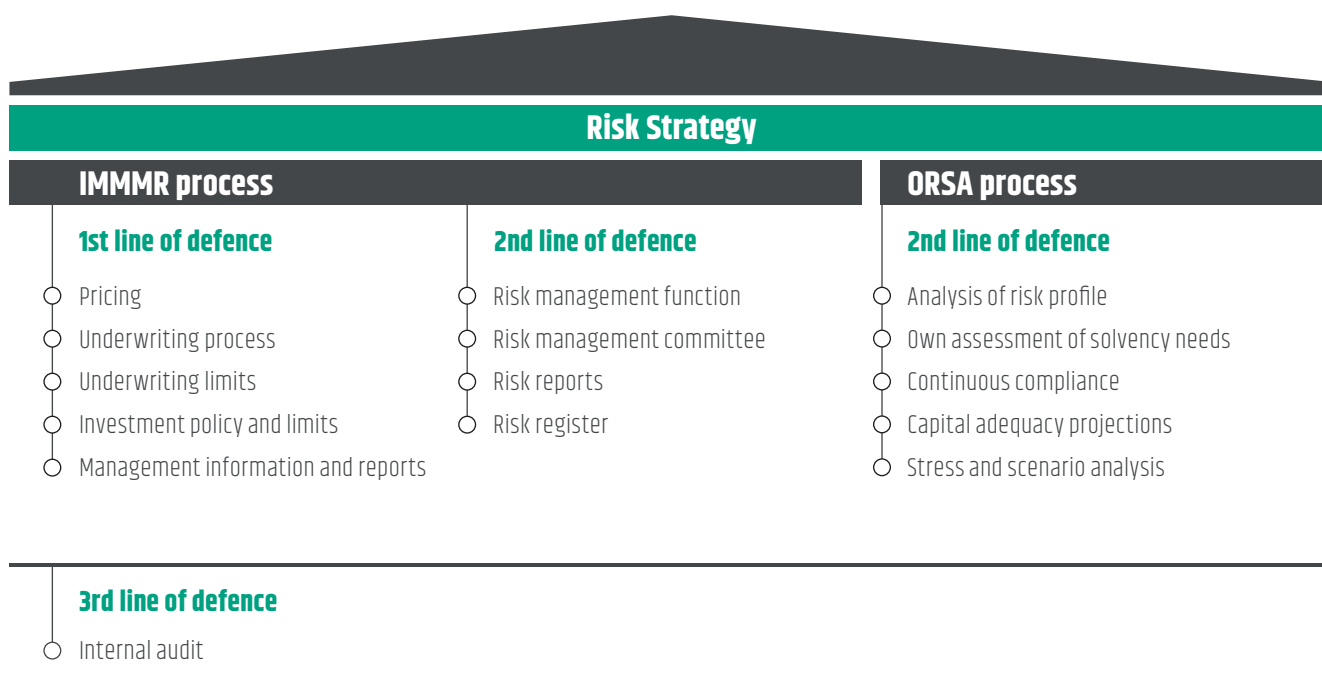 Risk Strategy
IMMMR process
1st line of defence
Pricing
Underwriting process
Underwriting limits
Investment policy and limits
Management information and reports
2nd line of defence
Risk management function
Risk management committee
Risk reports
Risk register
ORSA process
2nd line of defence
Analysis of risk profile
Own assessment of solvency needs
Continuous compliance
Capital adequacy projections
Stress and scenario analysis
3rd line of defence
Internal audit